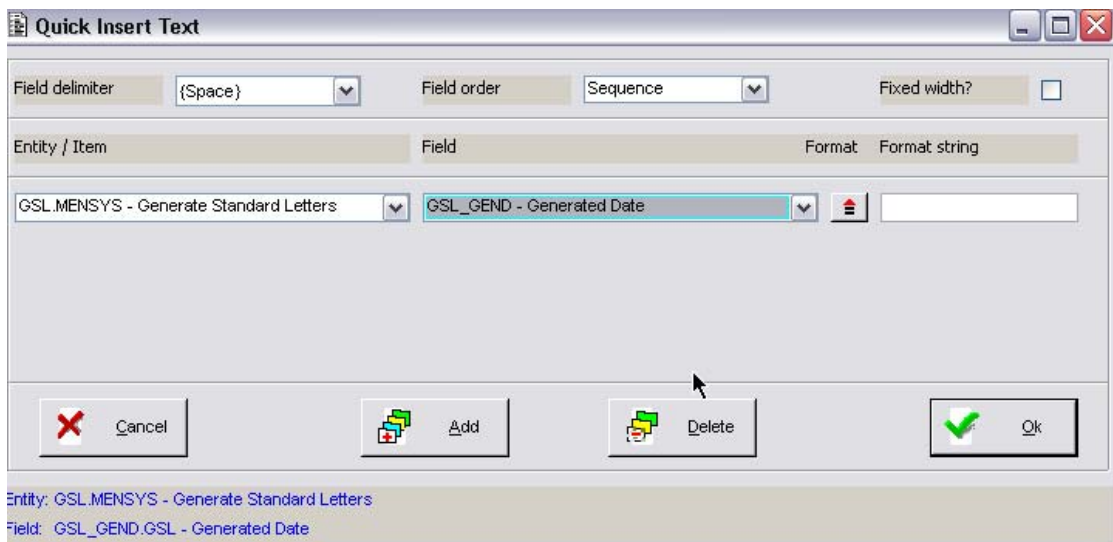 Quick Insert Text
Field delimiter {Space} Field order Sequence Fixed width?
Entity / Item Field Format Format string
GSL.MENSYS - Generate Standard Letters GSL_GEND - Generated Date
Cancel Add Delete Ok
Entity: GSL.MENSYS - Generate Standard Letters
Field: GSL_GEND.GSL - Generated Date